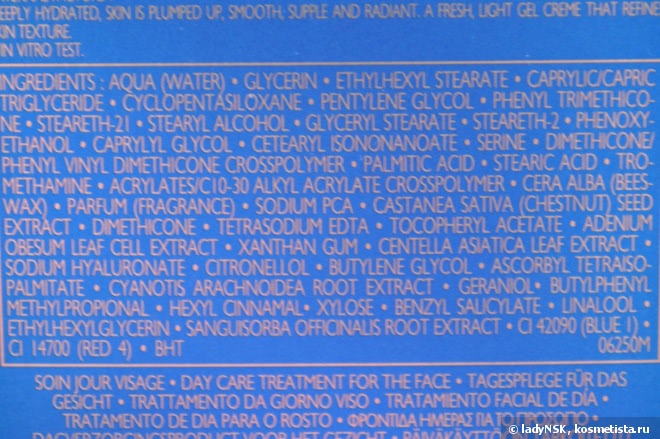 EEPLY HYDRATED, SKIN IS PLUMPED UP, SMOOTH, SUPPLE AND RADIANT. A FRESH, LIGHT GEL CREME THAT REFINE
KIN TEXTURE.
IN VITRO TEST.
INGREDIENTS : AQUA (WATER) • GLYCERIN • ETHYLHEXYL STEARATE • CAPRYLIC/CAPRIC
TRIGLYCERIDE • CYCLOPENTASILOXANE • PENTYLENE GLYCOL • PHENYL TRIMETHICO-
NE • STEARETH-21 • STEARYL ALCOHOL • GLYCERYL STEARATE • STEARETH-2 • PHENOXY-
ETHANOL • CAPRYLYL GLYCOL • CETEARYL ISONONANOATE • SERINE • DIMETHICONE/
PHENYL VINYL DIMETHICONE CROSSPOLYMER • PALMITIC ACID • STEARIC ACID • TRO-
METHAMINE • ACRYLATES/C10-30 ALKYL ACRYLATE CROSSPOLYMER • CERA ALBA (BEES-
WAX) • PARFUM (FRAGRANCE) • SODIUM PCA • CASTANEA SATIVA (CHESTNUT) SEED
EXTRACT • DIMETHICONE • TETRASODIUM EDTA • TOCOPHERYL ACETATE • ADENIUM
OBESUM LEAF CELL EXTRACT • XANTHAN GUM • CENTELLA ASIATICA LEAF EXTRACT •
SODIUM HYALURONATE • CITRONELLOL • BUTYLENE GLYCOL • ASCORBYL TETRAISO-
PALMITATE • CYANOTIS ARACHNOIDEA ROOT EXTRACT • GERANIOL • BUTYLPHENYL
METHYLPROPIONAL • HEXYL CINNAMAL • XYLOSE • BENZYL SALICYLATE • LINALOOL •
ETHYLHEXYLGLYCERIN • SANGUISORBA OFFICINALIS ROOT EXTRACT • CI 42090 (BLUE 1) •
CI 14700 (RED 4) • BHT 06250M
SOIN JOUR VISAGE • DAY CARE TREATMENT FOR THE FACE • TAGESPFLEGE FÜR DAS
GESICHT • TRATTAMENTO DA GIORNO VISO • TRATAMIENTO FACIAL DE DÍA •
TRATAMENTO DE DIA PARA O ROSTO • ΦΡΟΝΤΙΔΑ ΗΜΕΡΑΣ ΓΙΑ ΤΟ ΠΡΟΣΩΠΟ •
© ladyNSK, kosmetista.ru